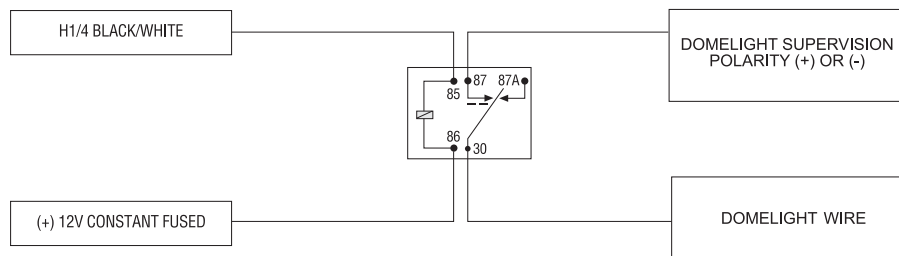 H1/4 BLACK/WHITE
DOMELIGHT SUPERVISION
POLARITY (+) OR (-)
87 87A
85
86
30
(+) 12V CONSTANT FUSED
DOMELIGHT WIRE